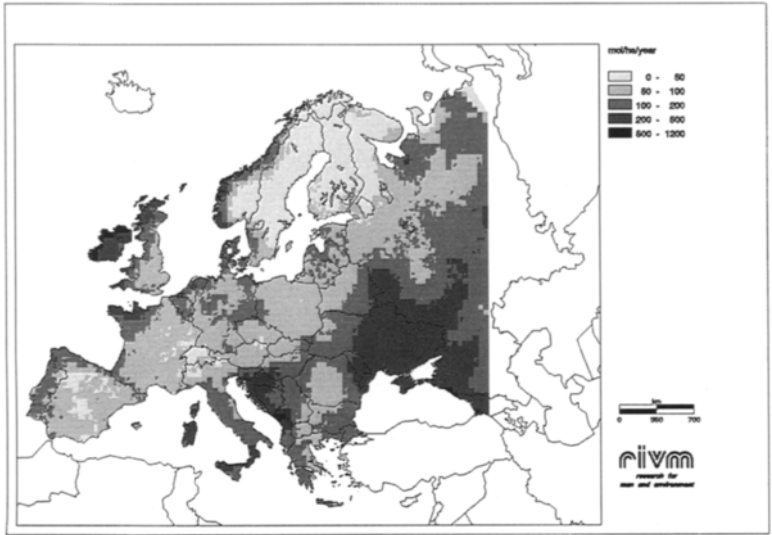 mol/ha/year
0 - 50
50 - 100
100 - 200
200 - 500
500 - 1200
km
0 350 700
rivm
research for
man and environment